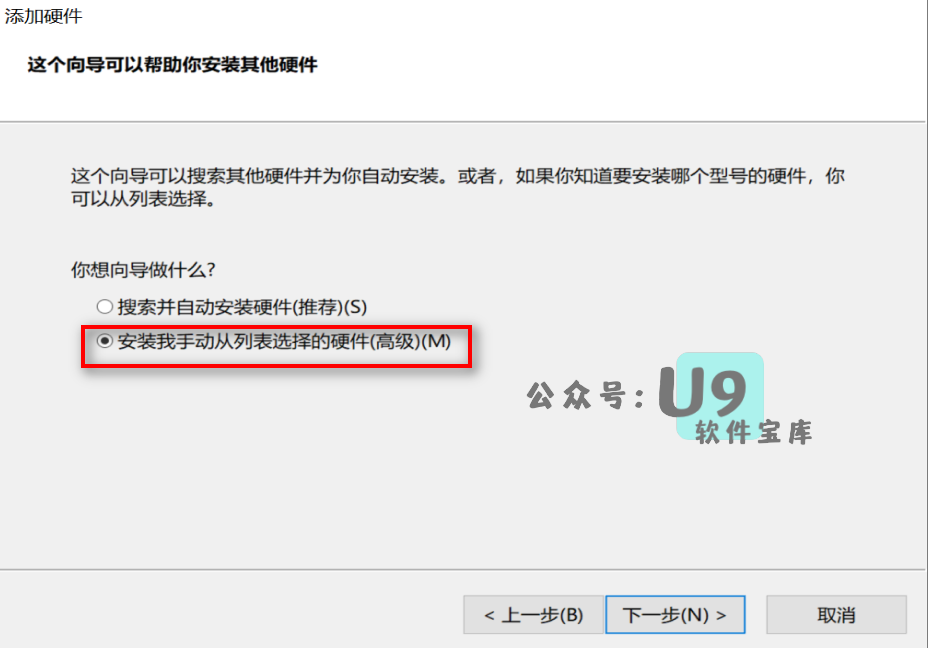 添加硬件
这个向导可以帮助你安装其他硬件
这个向导可以搜索其他硬件并为你自动安装。或者，如果你知道要安装哪个型号的硬件，你
可以从列表选择。
你想向导做什么?
搜索并自动安装硬件(推荐)(S)
安装我手动从列表选择的硬件(高级)(M)
公众号：U9
软件宝库
< 上一步(B) 下一步(N) > 取消